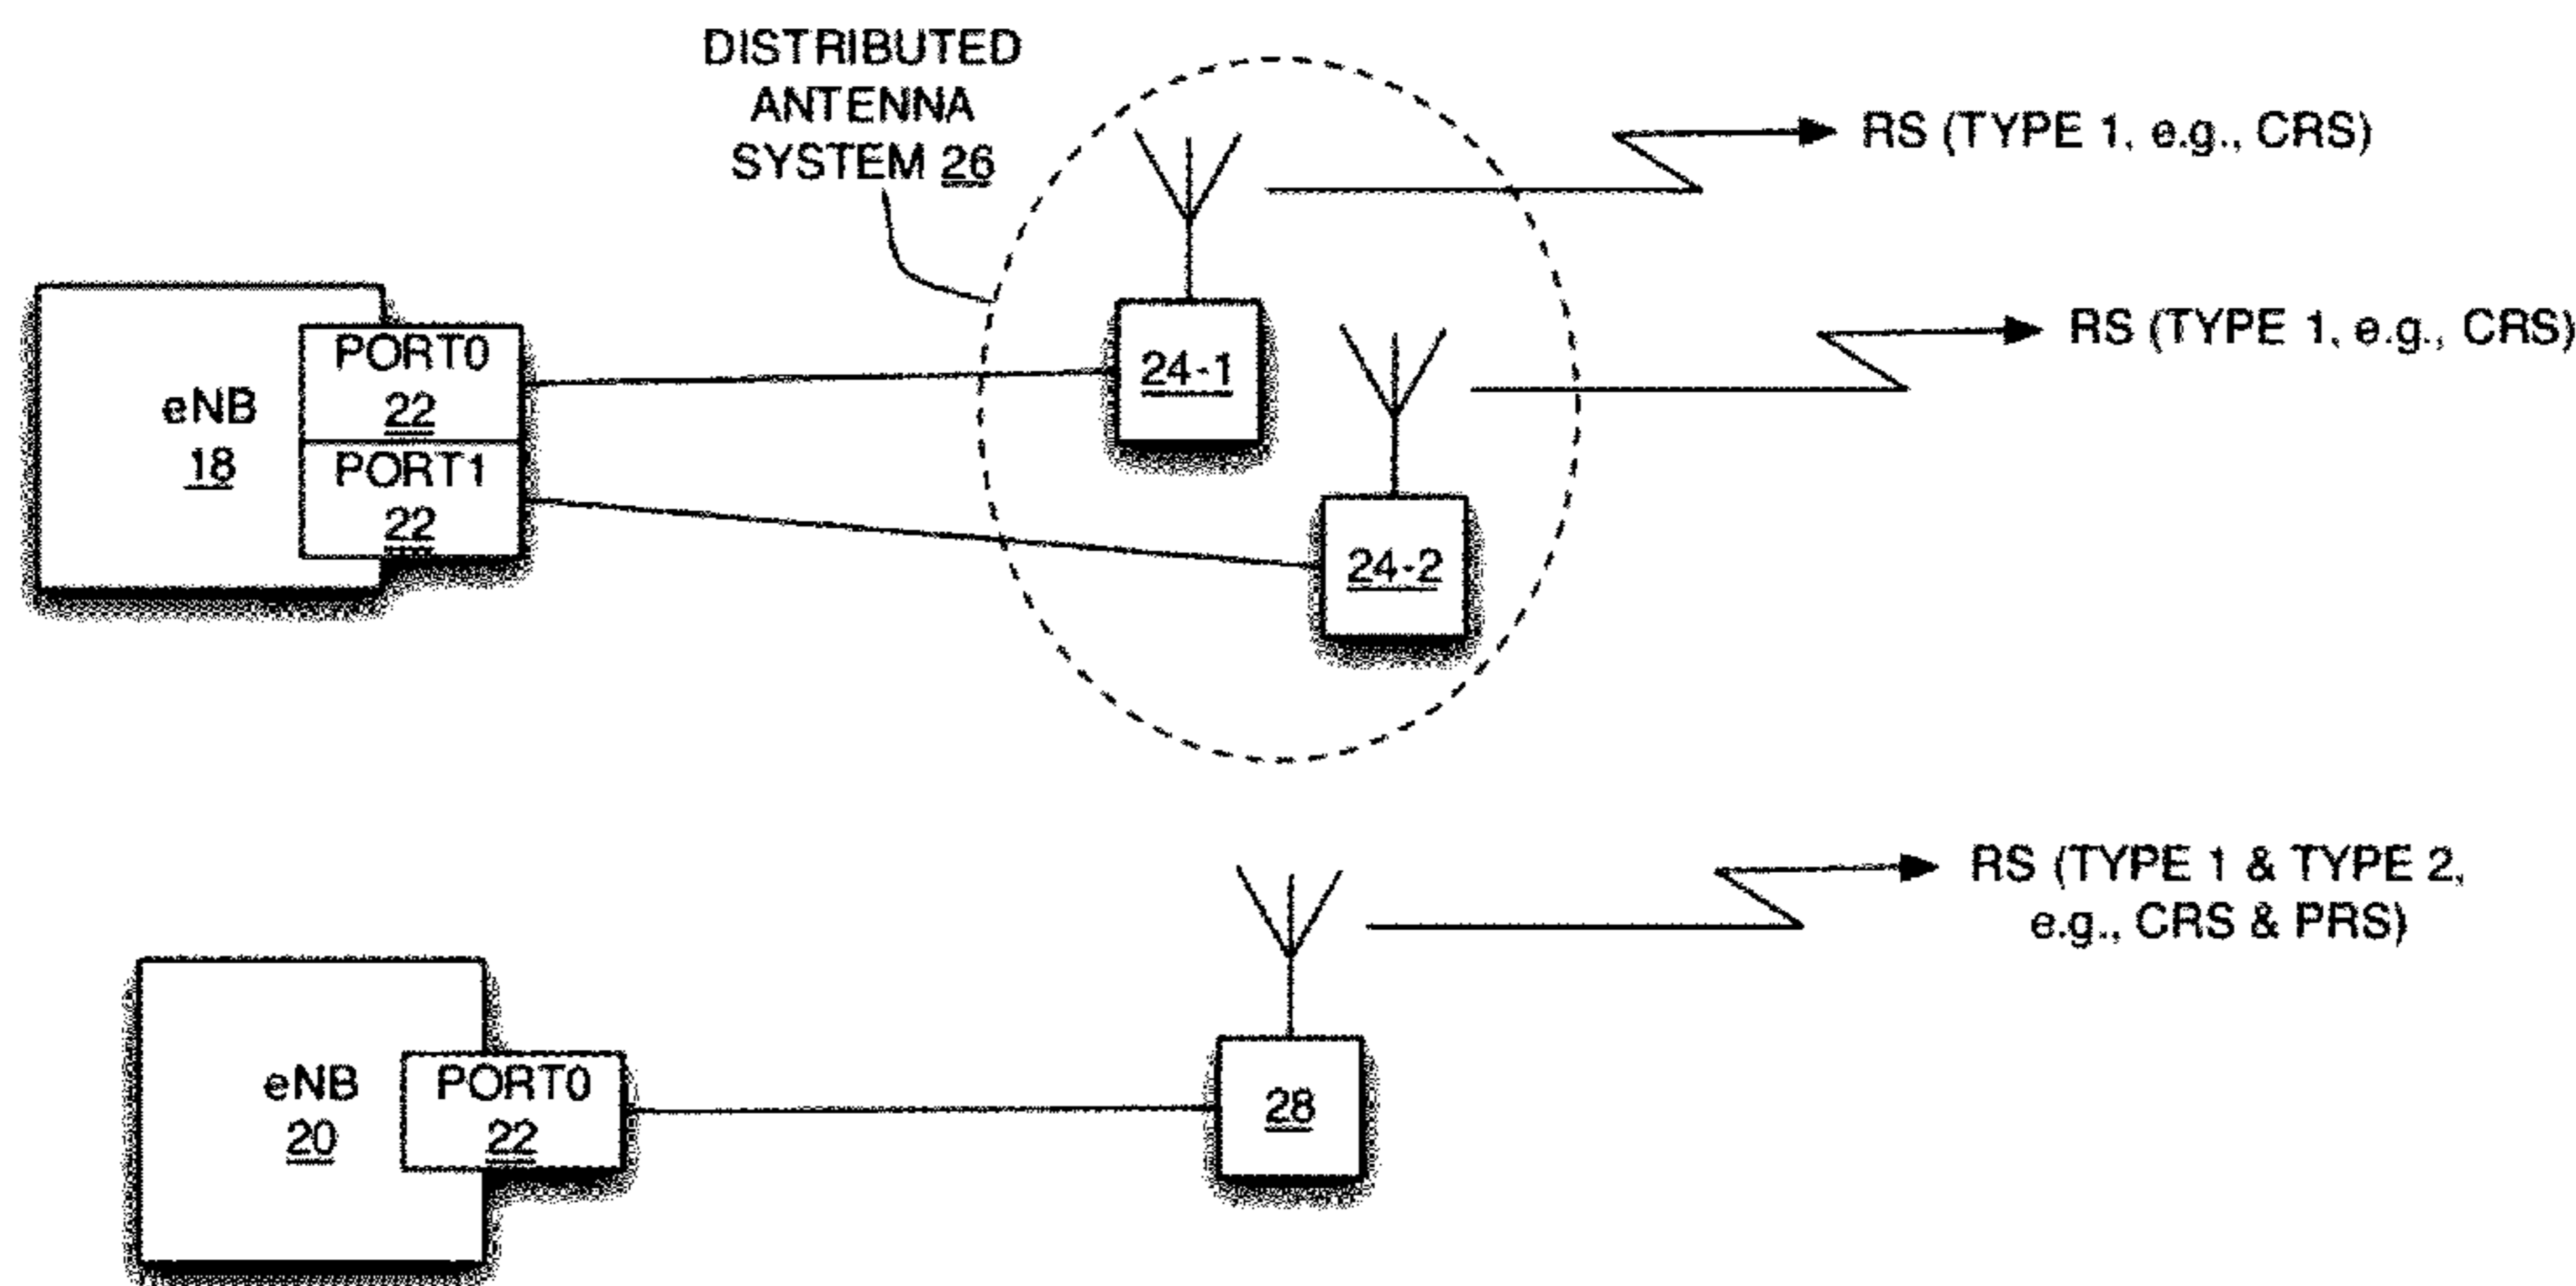 DISTRIBUTED
ANTENNA
SYSTEM 26
RS (TYPE 1, e.g., CRS)
RS (TYPE 1, e.g., CRS)
eNB
18
PORT0
22
PORT1
22
24-1
24-2
RS (TYPE 1 & TYPE 2,
e.g., CRS & PRS)
eNB
20
PORT0
22
28